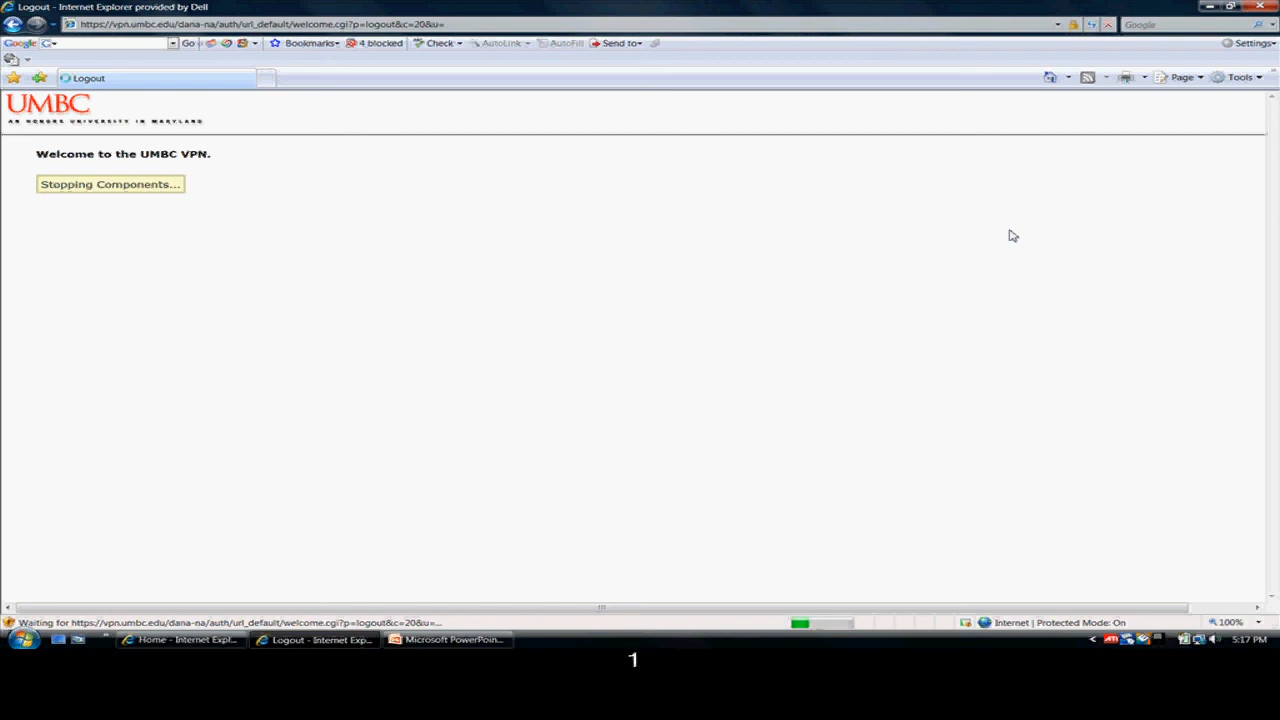 Logout - Internet Explorer provided by Dell
https://vpn.umbc.edu/dana-na/auth/url_default/welcome.cgi?p=logout&c=20&u=
Google
Google Go Bookmarks 4 blocked Check AutoLink AutoFill Send to Settings
Logout
Page Tools
UMBC
AN HONORS UNIVERSITY IN MARYLAND
Welcome to the UMBC VPN.
Stopping Components...
Waiting for https://vpn.umbc.edu/dana-na/auth/url_default/welcome.cgi?p=logout&c=20&u=...
Internet | Protected Mode: On
100%
Home - Internet Expl...
Logout - Internet Exp...
Microsoft PowerPoin...
ATI
5:17 PM
1